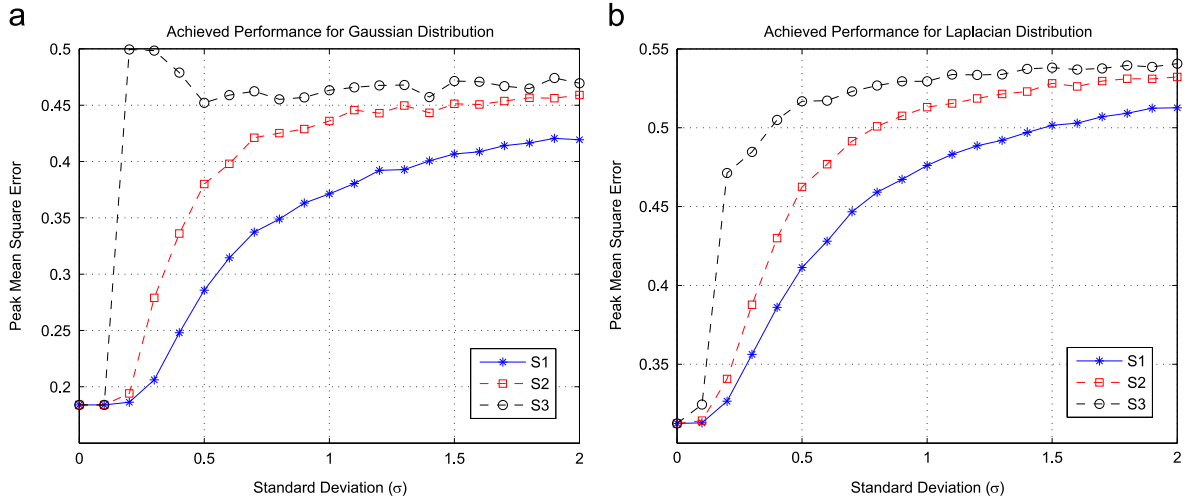 a
Achieved Performance for Gaussian Distribution
0.5
0.45
0.4
0.35
0.3
0.25
0.2
Peak Mean Square Error
S1
S2
S3
0 0.5 1 1.5 2
Standard Deviation (σ)
b
Achieved Performance for Laplacian Distribution
0.55
0.5
0.45
0.4
0.35
Peak Mean Square Error
S1
S2
S3
0 0.5 1 1.5 2
Standard Deviation (σ)